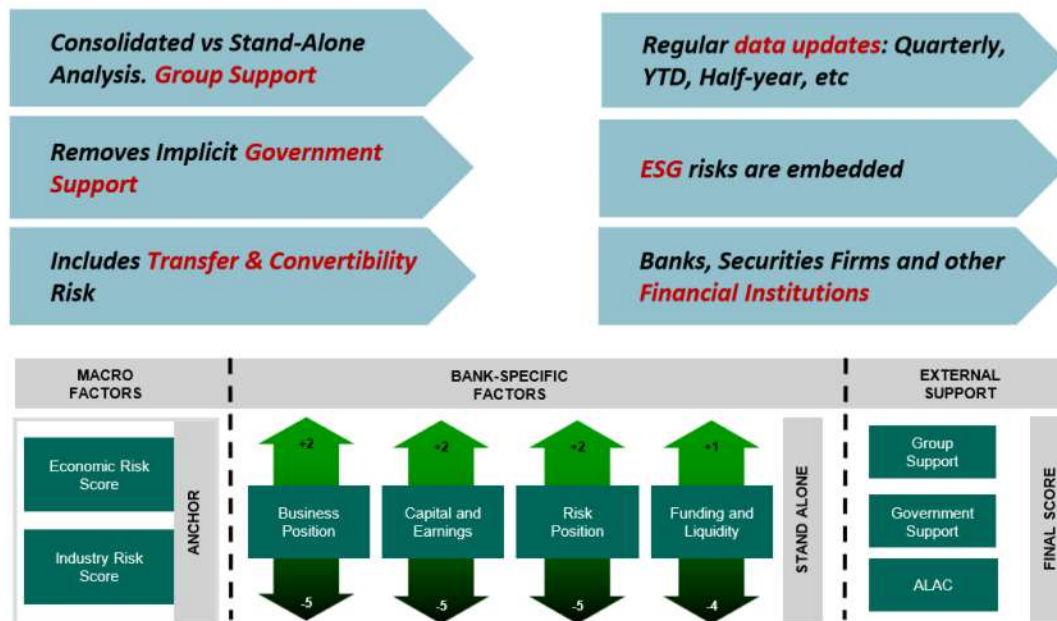 Consolidated vs Stand-Alone
Analysis. Group Support
Regular data updates: Quarterly,
YTD, Half-year, etc
Removes Implicit Government
Support
ESG risks are embedded
Includes Transfer & Convertibility
Risk
Banks, Securities Firms and other
Financial Institutions
MACRO
FACTORS
BANK-SPECIFIC
FACTORS
EXTERNAL
SUPPORT
Economic Risk
Score
Industry Risk
Score
ANCHOR
+2
Business
Position
-5
+2
Capital and
Earnings
-5
+2
Risk
Position
-5
+1
Funding and
Liquidity
-4
STAND ALONE
Group
Support
Government
Support
ALAC
FINAL SCORE